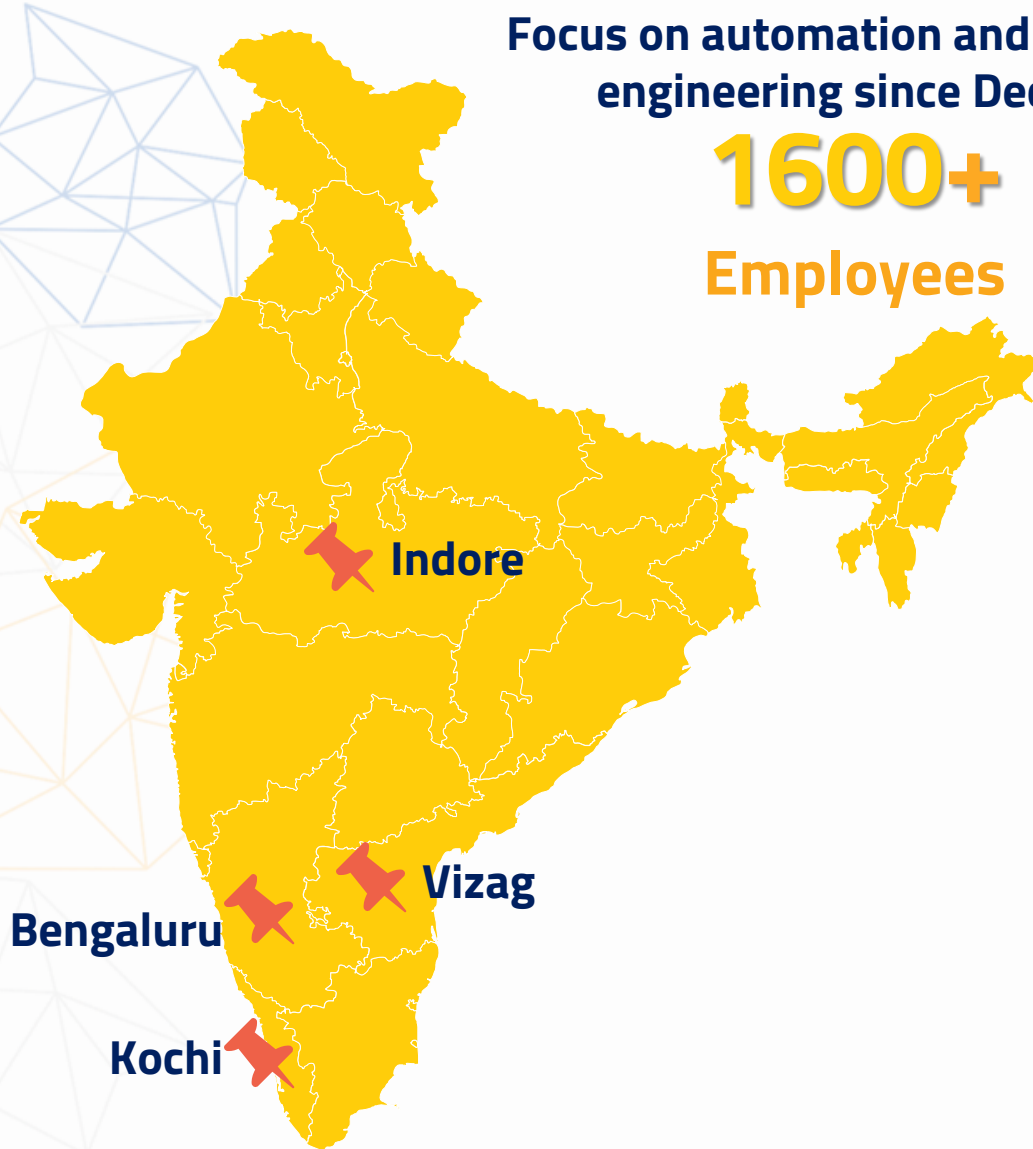 Focus on automation and
engineering since
1600+
Employees
Indore
Vizag
Bengaluru
Kochi